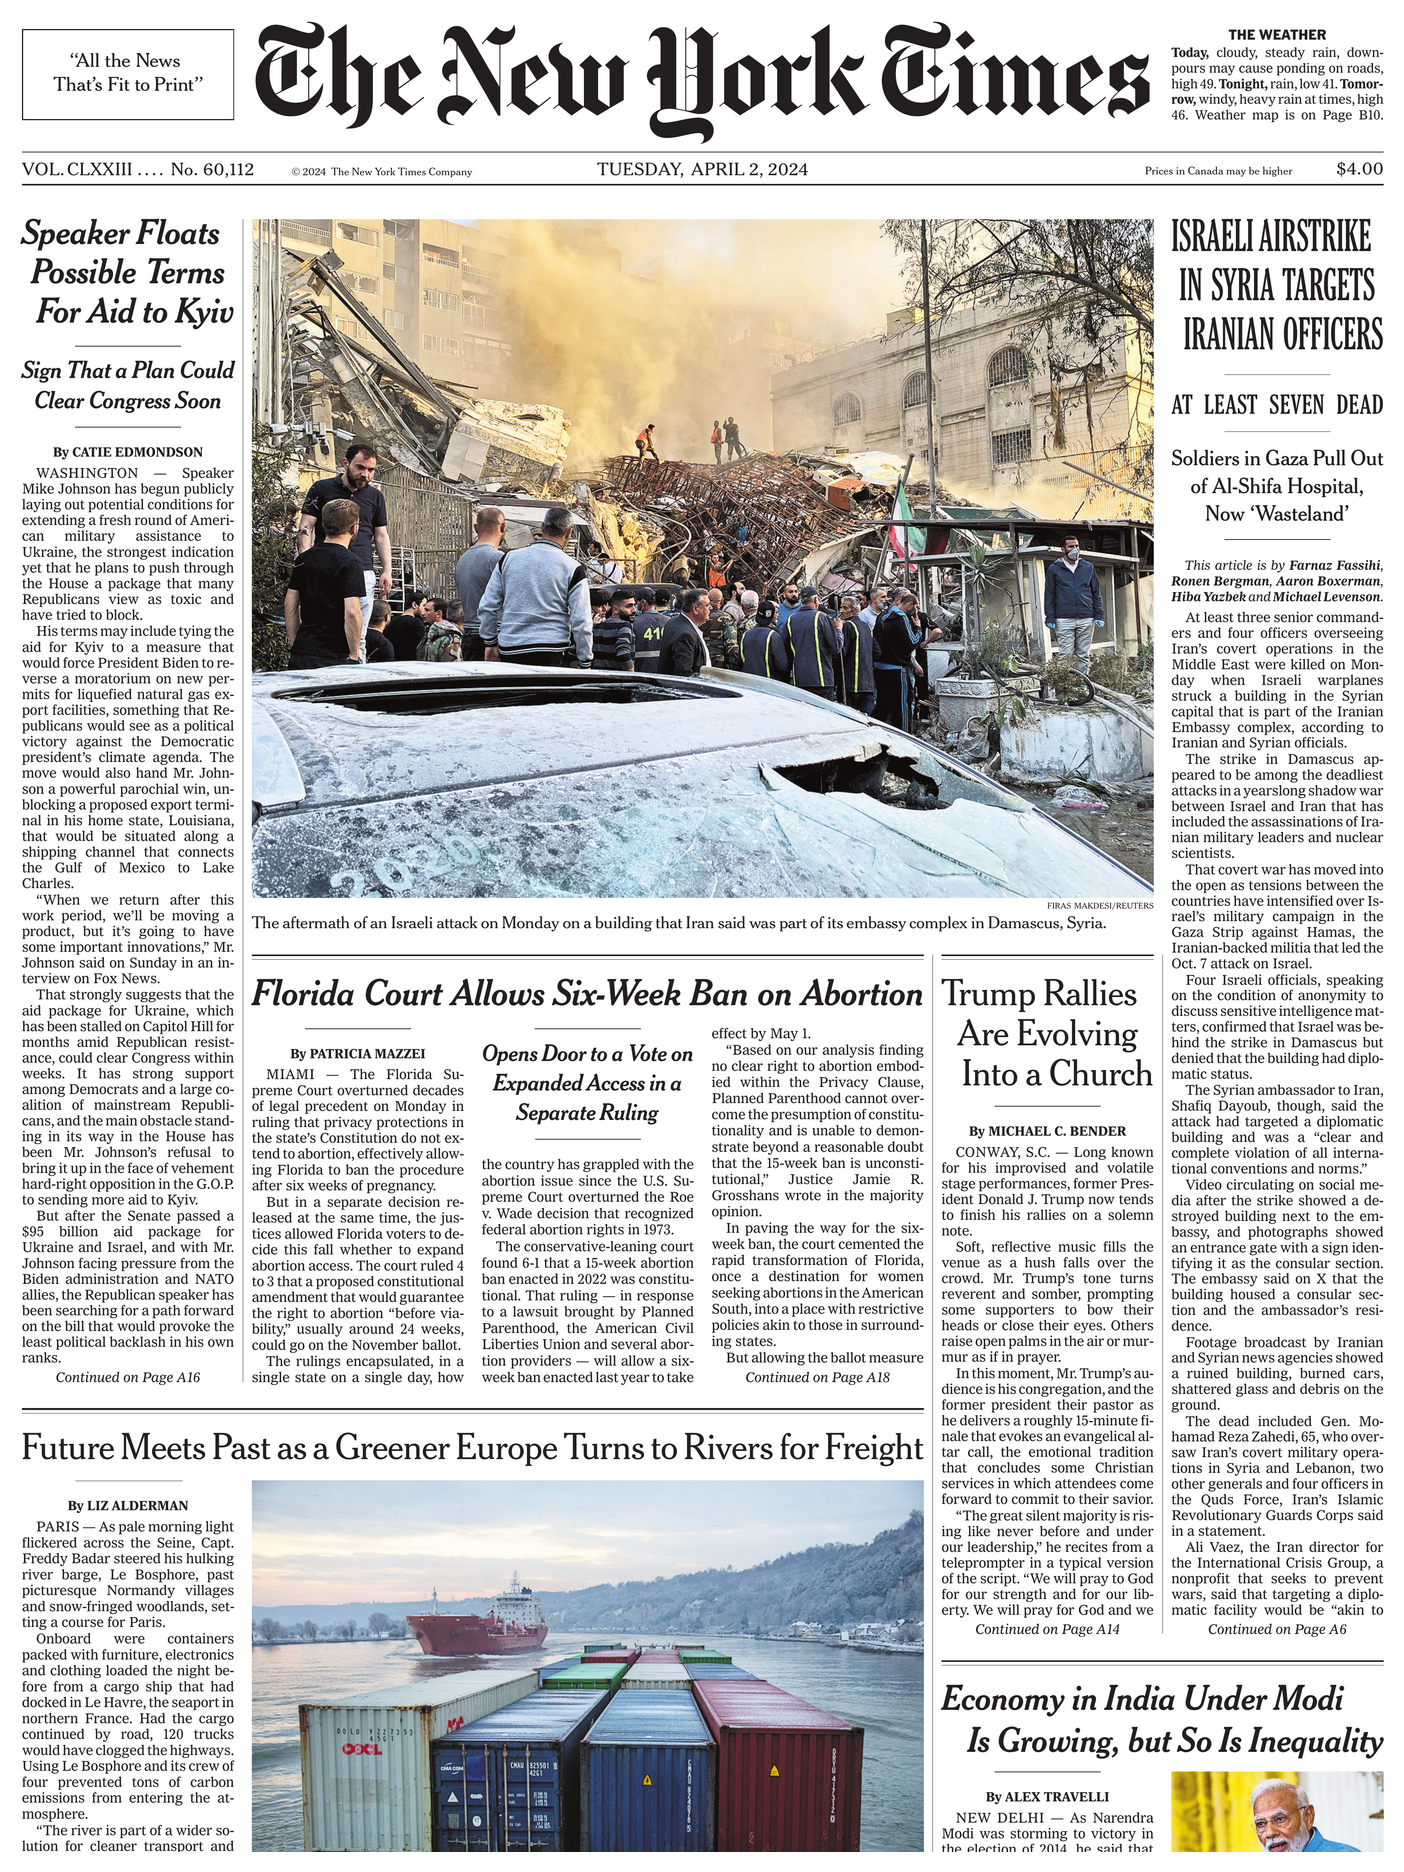 “All the News
That’s Fit to Print”
The New York Times
THE WEATHER
Today, cloudy, steady rain, down-
pours may cause ponding on roads,
high 49. Tonight, rain, low 41. Tomor-
row, windy, heavy rain at times, high
46. Weather map is on Page B10.
VOL. CLXXIII .... No. 60,112
© 2024 The New York Times Company
TUESDAY, APRIL 2, 2024
Prices in Canada may be higher
$4.00
Speaker Floats
Possible Terms
For Aid to Kyiv
Sign That a Plan Could
Clear Congress Soon
By CATIE EDMONDSON
WASHINGTON — Speaker
Mike Johnson has begun publicly
laying out potential conditions for
extending a fresh round of Ameri-
can military assistance to
Ukraine, the strongest indication
yet that he plans to push through
the House a package that many
Republicans view as toxic and
have tried to block.
His terms may include tying the
aid for Kyiv to a measure that
would force President Biden to re-
verse a moratorium on new per-
mits for liquefied natural gas ex-
port facilities, something that Re-
publicans would see as a political
victory against the Democratic
president’s climate agenda. The
move would also hand Mr. John-
son a powerful parochial win, un-
blocking a proposed export termi-
nal in his home state, Louisiana,
that would be situated along a
shipping channel that connects
the Gulf of Mexico to Lake
Charles.
“When we return after this
work period, we’ll be moving a
product, but it’s going to have
some important innovations,” Mr.
Johnson said on Sunday in an in-
terview on Fox News.
That strongly suggests that the
aid package for Ukraine, which
has been stalled on Capitol Hill for
months amid Republican resist-
ance, could clear Congress within
weeks. It has strong support
among Democrats and a large co-
alition of mainstream Republi-
cans, and the main obstacle stand-
ing in its way in the House has
been Mr. Johnson’s refusal to
bring it up in the face of vehement
hard-right opposition in the G.O.P.
to sending more aid to Kyiv.
But after the Senate passed a
$95 billion aid package for
Ukraine and Israel, and with Mr.
Johnson facing pressure from the
Biden administration and NATO
allies, the Republican speaker has
been searching for a path forward
on the bill that would provoke the
least political backlash in his own
ranks.
Continued on Page A16
410
2020
FIRAS MAKDESI/REUTERS
The aftermath of an Israeli attack on Monday on a building that Iran said was part of its embassy complex in Damascus, Syria.
ISRAELI AIRSTRIKE
IN SYRIA TARGETS
IRANIAN OFFICERS
AT LEAST SEVEN DEAD
Soldiers in Gaza Pull Out
of Al-Shifa Hospital,
Now ‘Wasteland’
This article is by Farnaz Fassihi,
Ronen Bergman, Aaron Boxerman,
Hiba Yazbek and Michael Levenson.
At least three senior command-
ers and four officers overseeing
Iran’s covert operations in the
Middle East were killed on Mon-
day when Israeli warplanes
struck a building in the Syrian
capital that is part of the Iranian
Embassy complex, according to
Iranian and Syrian officials.
The strike in Damascus ap-
peared to be among the deadliest
attacks in a yearslong shadow war
between Israel and Iran that has
included the assassinations of Ira-
nian military leaders and nuclear
scientists.
That covert war has moved into
the open as tensions between the
countries have intensified over Is-
rael’s military campaign in the
Gaza Strip against Hamas, the
Iranian-backed militia that led the
Oct. 7 attack on Israel.
Four Israeli officials, speaking
on the condition of anonymity to
discuss sensitive intelligence mat-
ters, confirmed that Israel was be-
hind the strike in Damascus but
denied that the building had diplo-
matic status.
The Syrian ambassador to Iran,
Shafiq Dayoub, though, said the
attack had targeted a diplomatic
building and was a “clear and
complete violation of all interna-
tional conventions and norms.”
Video circulating on social me-
dia after the strike showed a de-
stroyed building next to the em-
bassy, and photographs showed
an entrance gate with a sign iden-
tifying it as the consular section.
The embassy said on X that the
building housed a consular sec-
tion and the ambassador’s resi-
dence.
Footage broadcast by Iranian
and Syrian news agencies showed
a ruined building, burned cars,
shattered glass and debris on the
ground.
The dead included Gen. Mo-
hamad Reza Zahedi, 65, who over-
saw Iran’s covert military opera-
tions in Syria and Lebanon, two
other generals and four officers in
the Quds Force, Iran’s Islamic
Revolutionary Guards Corps said
in a statement.
Ali Vaez, the Iran director for
the International Crisis Group, a
nonprofit that seeks to prevent
wars, said that targeting a diplo-
matic facility would be “akin to
Continued on Page A6
Florida Court Allows Six-Week Ban on Abortion
By PATRICIA MAZZEI
MIAMI — The Florida Su-
preme Court overturned decades
of legal precedent on Monday in
ruling that privacy protections in
the state’s Constitution do not ex-
tend to abortion, effectively allow-
ing Florida to ban the procedure
after six weeks of pregnancy.
But in a separate decision re-
leased at the same time, the jus-
tices allowed Florida voters to de-
cide this fall whether to expand
abortion access. The court ruled 4
to 3 that a proposed constitutional
amendment that would guarantee
the right to abortion “before via-
bility,” usually around 24 weeks,
could go on the November ballot.
The rulings encapsulated, in a
single state on a single day, how
Opens Door to a Vote on
Expanded Access in a
Separate Ruling
the country has grappled with the
abortion issue since the U.S. Su-
preme Court overturned the Roe
v. Wade decision that recognized
federal abortion rights in 1973.
The conservative-leaning court
found 6-1 that a 15-week abortion
ban enacted in 2022 was constitu-
tional. That ruling — in response
to a lawsuit brought by Planned
Parenthood, the American Civil
Liberties Union and several abor-
tion providers — will allow a six-
week ban enacted last year to take
effect by May 1.
“Based on our analysis finding
no clear right to abortion embod-
ied within the Privacy Clause,
Planned Parenthood cannot over-
come the presumption of constitu-
tionality and is unable to demon-
strate beyond a reasonable doubt
that the 15-week ban is unconsti-
tutional,” Justice Jamie R.
Grosshans wrote in the majority
opinion.
In paving the way for the six-
week ban, the court cemented the
rapid transformation of Florida,
once a destination for women
seeking abortions in the American
South, into a place with restrictive
policies akin to those in surround-
ing states.
But allowing the ballot measure
Continued on Page A18
Trump Rallies
Are Evolving
Into a Church
By MICHAEL C. BENDER
CONWAY, S.C. — Long known
for his improvised and volatile
stage performances, former Pres-
ident Donald J. Trump now tends
to finish his rallies on a solemn
note.
Soft, reflective music fills the
venue as a hush falls over the
crowd. Mr. Trump’s tone turns
reverent and somber, prompting
some supporters to bow their
heads or close their eyes. Others
raise open palms in the air or mur-
mur as if in prayer.
In this moment, Mr. Trump’s au-
dience is his congregation, and the
former president their pastor as
he delivers a roughly 15-minute fi-
nale that evokes an evangelical al-
tar call, the emotional tradition
that concludes some Christian
services in which attendees come
forward to commit to their savior.
“The great silent majority is ris-
ing like never before and under
our leadership,” he recites from a
teleprompter in a typical version
of the script. “We will pray to God
for our strength and for our lib-
erty. We will pray for God and we
Continued on Page A14
Future Meets Past as a Greener Europe Turns to Rivers for Freight
By LIZ ALDERMAN
PARIS — As pale morning light
flickered across the Seine, Capt.
Freddy Badar steered his hulking
river barge, Le Bosphore, past
picturesque Normandy villages
and snow-fringed woodlands, set-
ting a course for Paris.
Onboard were containers
packed with furniture, electronics
and clothing loaded the night be-
fore from a cargo ship that had
docked in Le Havre, the seaport in
northern France. Had the cargo
continued by road, 120 trucks
would have clogged the highways.
Using Le Bosphore and its crew of
four prevented tons of carbon
emissions from entering the at-
mosphere.
“The river is part of a wider so-
lution for cleaner transport and
OOLU 9227353
45G1
OOCL
CMA CGM
CMAU 825501
42G1
Economy in India Under Modi
Is Growing, but So Is Inequality
By ALEX TRAVELLI
NEW DELHI — As Narendra
Modi was storming to victory in
the election of 2014, he said that